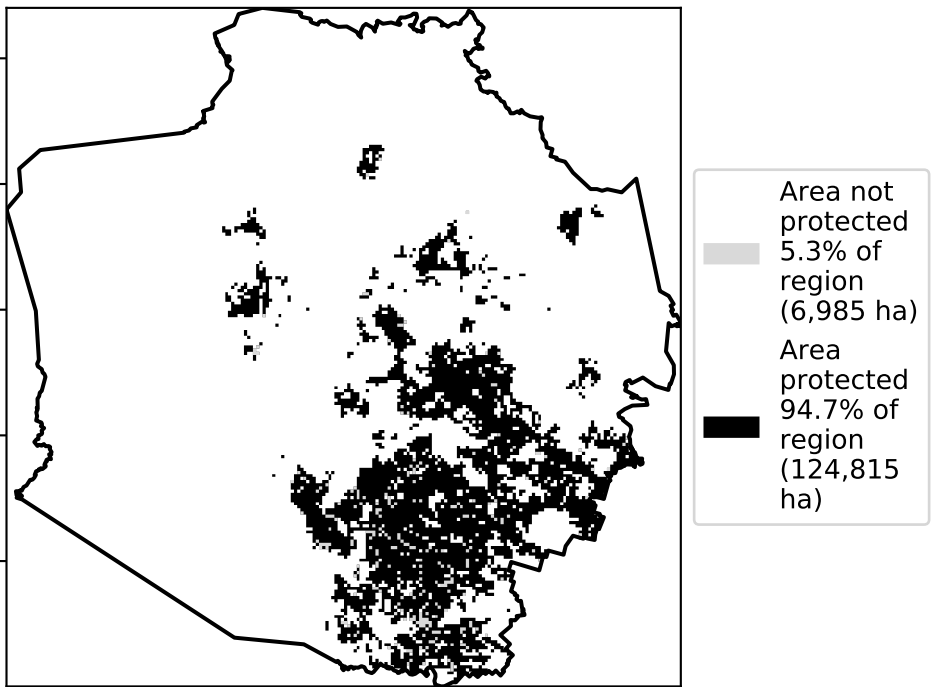 Area not
protected
5.3% of
region
(6,985 ha)
Area
protected
94.7% of
region
(124,815
ha)